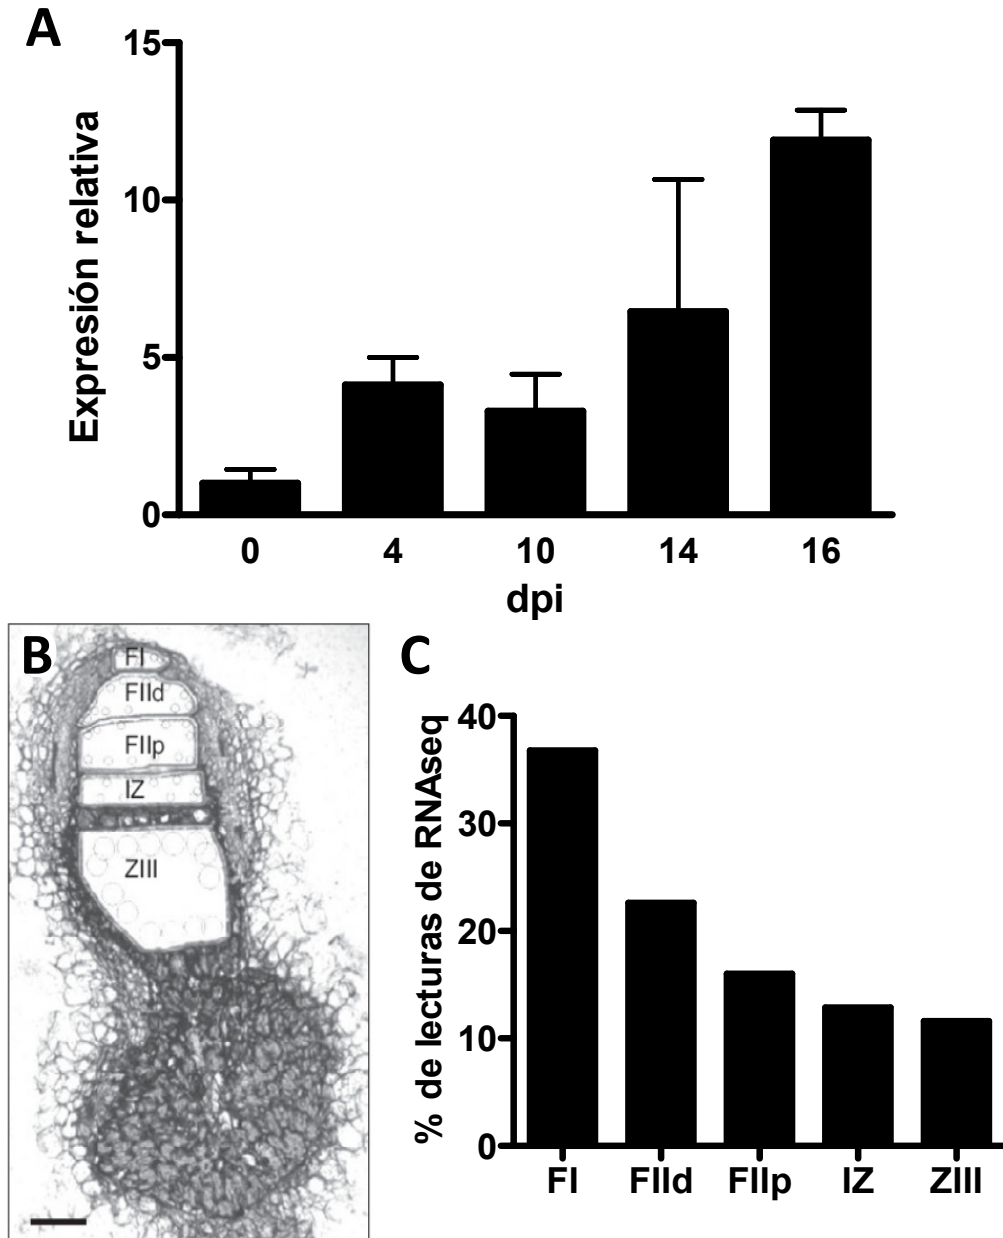 A
15
10
5
0
Expresión relativa
0 4 10 14 16
dpi
B
FI
FIId
FIIp
IZ
ZIII
C
40
30
20
10
0
% de lecturas de RNAseq
FI FIId FIIp IZ ZIII